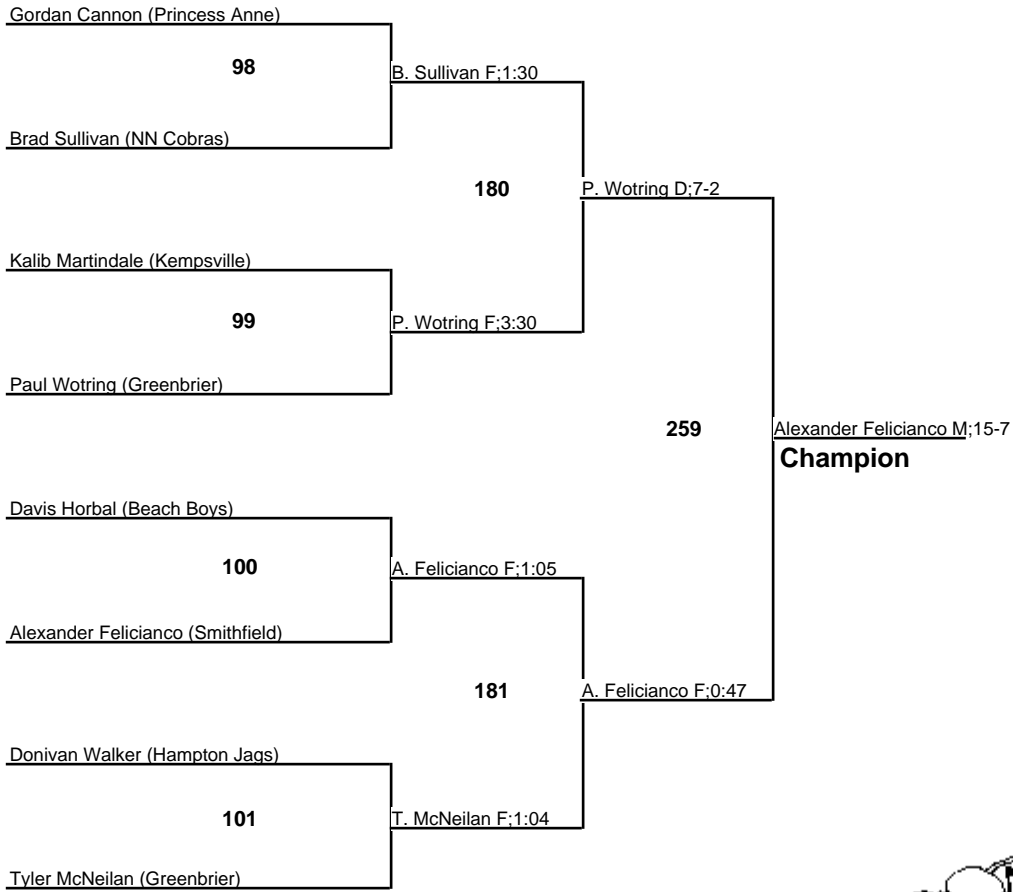 Gordan Cannon (Princess Anne)
98
B. Sullivan F;1:30
Brad Sullivan (NN Cobras)
180
P. Wotring D;7-2
Kalib Martindale (Kempsville)
99
P. Wotring F;3:30
Paul Wotring (Greenbrier)
259
Alexander Felicianco M;15-7
Champion
Davis Horbal (Beach Boys)
100
A. Felicianco F;1:05
Alexander Felicianco (Smithfield)
181
A. Felicianco F;0:47
Donivan Walker (Hampton Jags)
101
T. McNeilan F;1:04
Tyler McNeilan (Greenbrier)